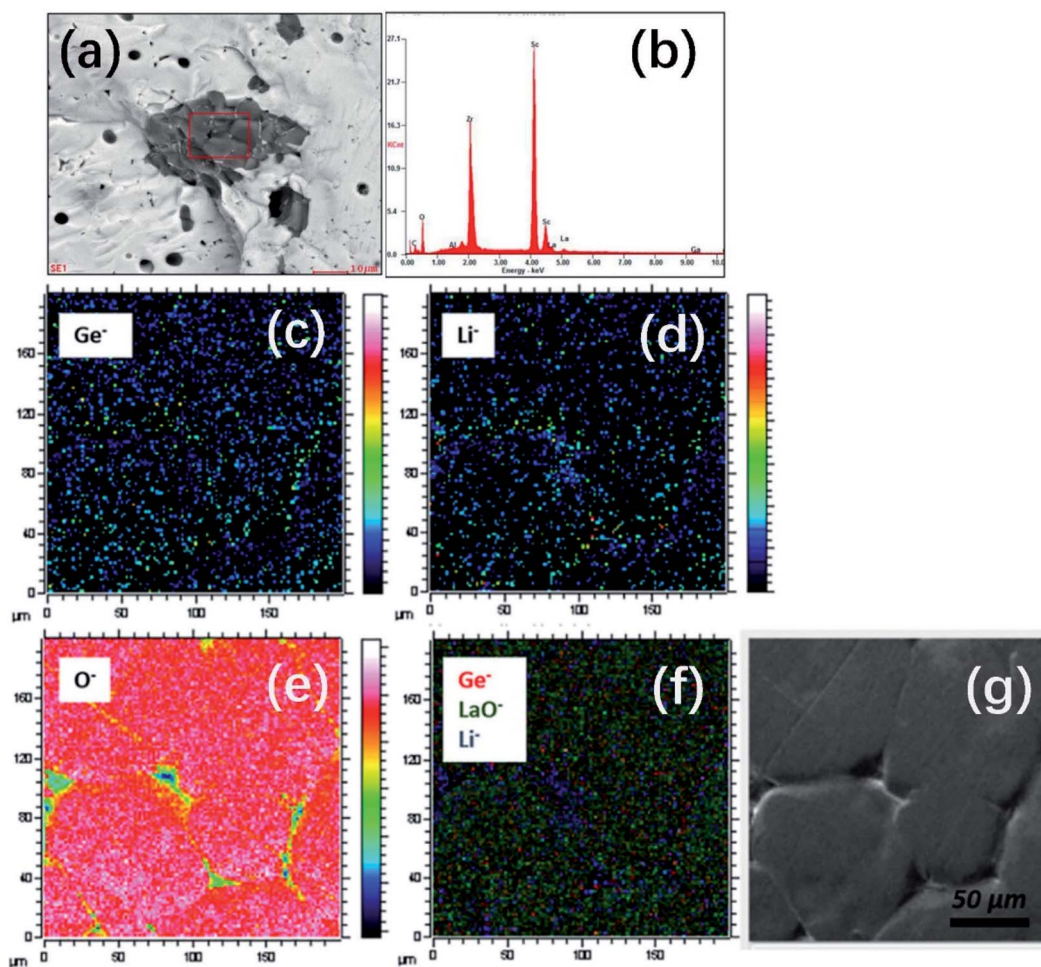 (a)
SE1
10 µm
(b)
27.1
21.7
16.3
KCnt
10.9
5.4
Sc
Zr
O
C
Al
Sc
La
La
Ga
0.00 1.00 2.00 3.00 4.00 5.00 6.00 7.00 8.00 9.00 10.0
Energy - keV
Ge-
(c)
160
120
80
40
0
µm
0 50 100 150
Li-
(d)
160
120
80
40
0
µm
0 50 100 150
O-
(e)
160
120
80
40
0
µm
0 50 100 150
Ge-
LaO-
Li-
(f)
160
120
80
40
0
µm
0 50 100 150
(g)
50 µm